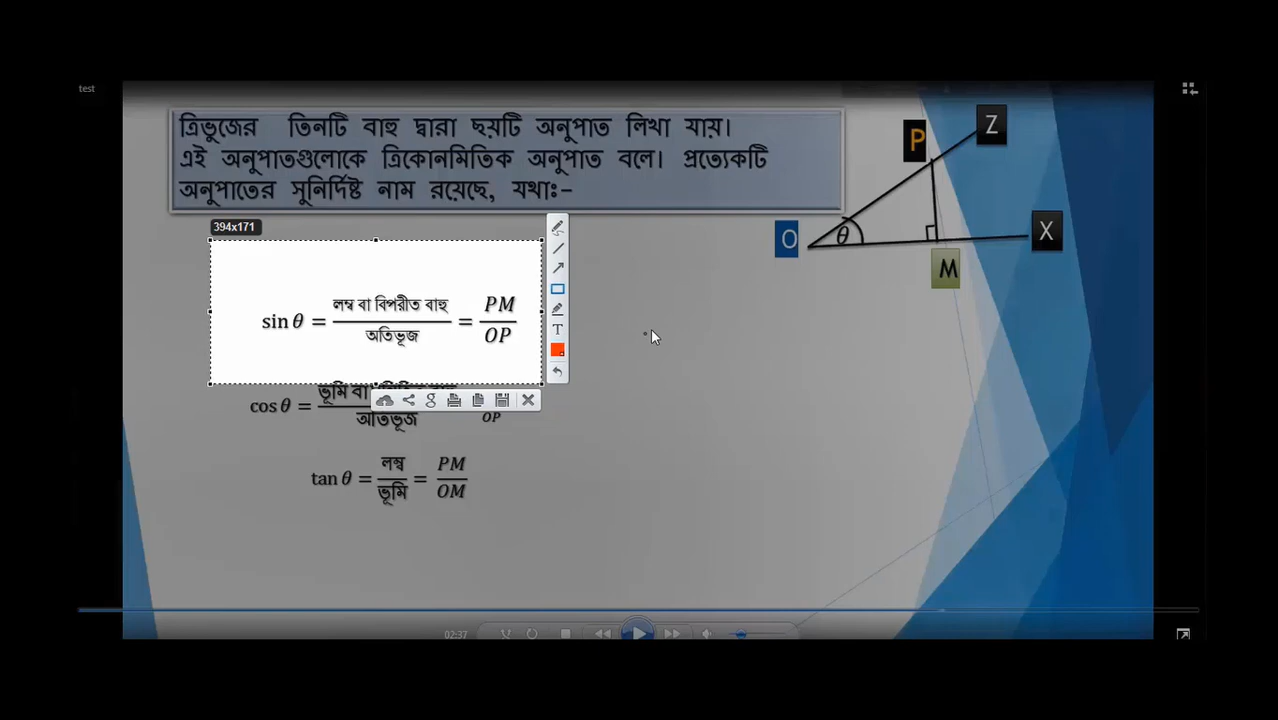 test
ত্রিভুজের তিনটি বাহু দ্বারা ছয়টি অনুপাত লিখা যায়।
এই অনুপাতগুলোকে ত্রিকোনমিতিক অনুপাত বলে। প্রত্যেকটি
অনুপাতের সুনির্দিষ্ট নাম রয়েছে, যথাঃ-
P
Z
O
θ
X
M
394x171
sin θ = লম্ব বা বিপরীত বাহু / অতিভূজ = PM / OP
cos θ = ভূমি বা / অতিভূজ OP
tan θ = লম্ব / ভূমি = PM / OM
T
g
02:37